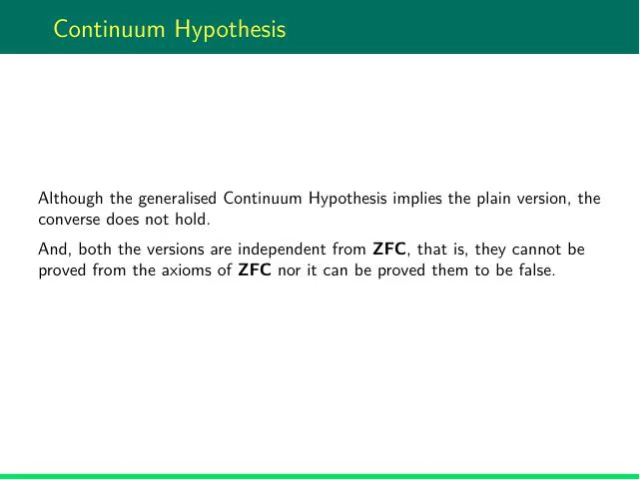 Continuum Hypothesis
Although the generalised Continuum Hypothesis implies the plain version, the
converse does not hold.
And, both the versions are independent from ZFC, that is, they cannot be
proved from the axioms of ZFC nor it can be proved them to be false.